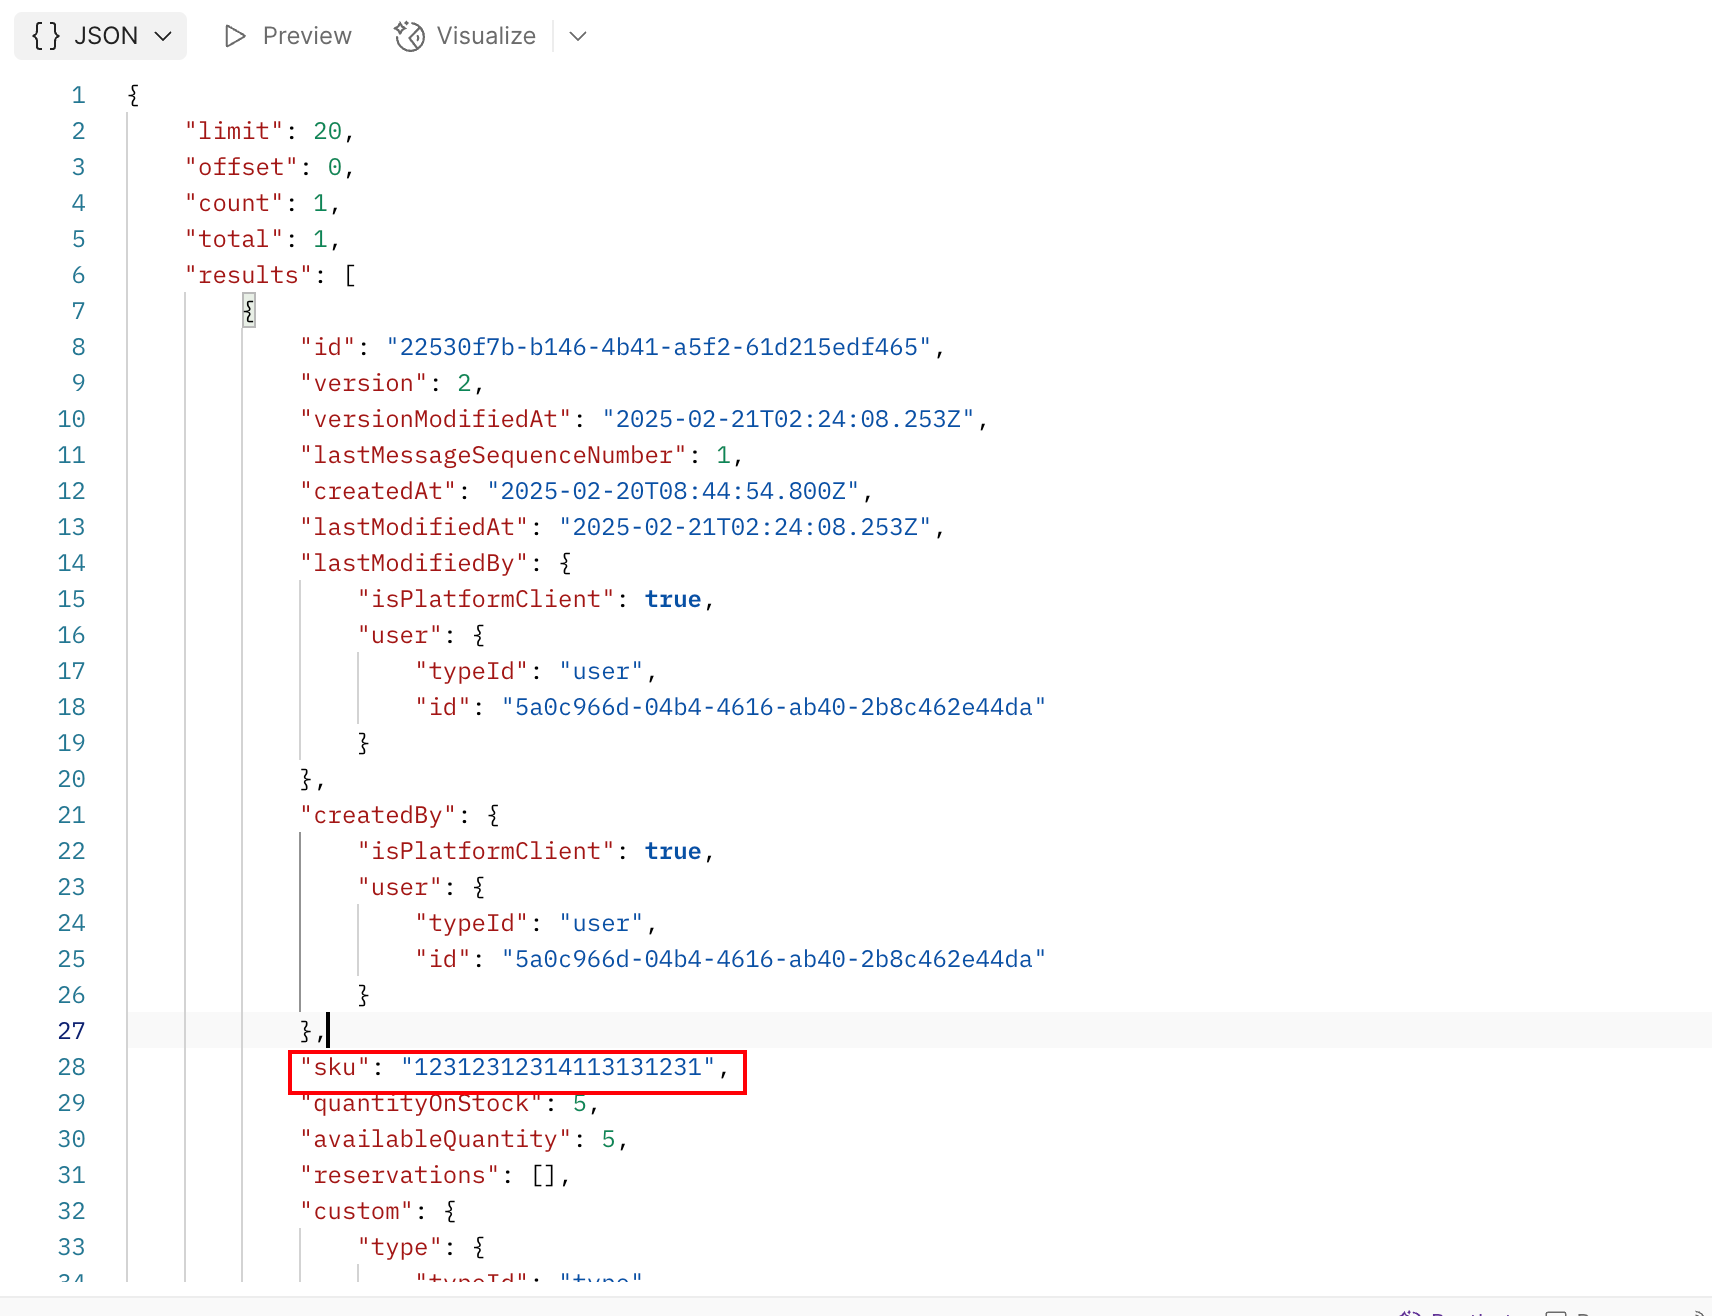 {} JSON Preview Visualize
1 {
2 "limit": 20,
3 "offset": 0,
4 "count": 1,
5 "total": 1,
6 "results": [
7 {
8 "id": "22530f7b-b146-4b41-a5f2-61d215edf465",
9 "version": 2,
10 "versionModifiedAt": "2025-02-21T02:24:08.253Z",
11 "lastMessageSequenceNumber": 1,
12 "createdAt": "2025-02-20T08:44:54.800Z",
13 "lastModifiedAt": "2025-02-21T02:24:08.253Z",
14 "lastModifiedBy": {
15 "isPlatformClient": true,
16 "user": {
17 "typeId": "user",
18 "id": "5a0c966d-04b4-4616-ab40-2b8c462e44da"
19 }
20 },
21 "createdBy": {
22 "isPlatformClient": true,
23 "user": {
24 "typeId": "user",
25 "id": "5a0c966d-04b4-4616-ab40-2b8c462e44da"
26 }
27 },
28 "sku": "12312312314113131231",
29 "quantityOnStock": 5,
30 "availableQuantity": 5,
31 "reservations": [],
32 "custom": {
33 "type": {
34 "typeId": "type"